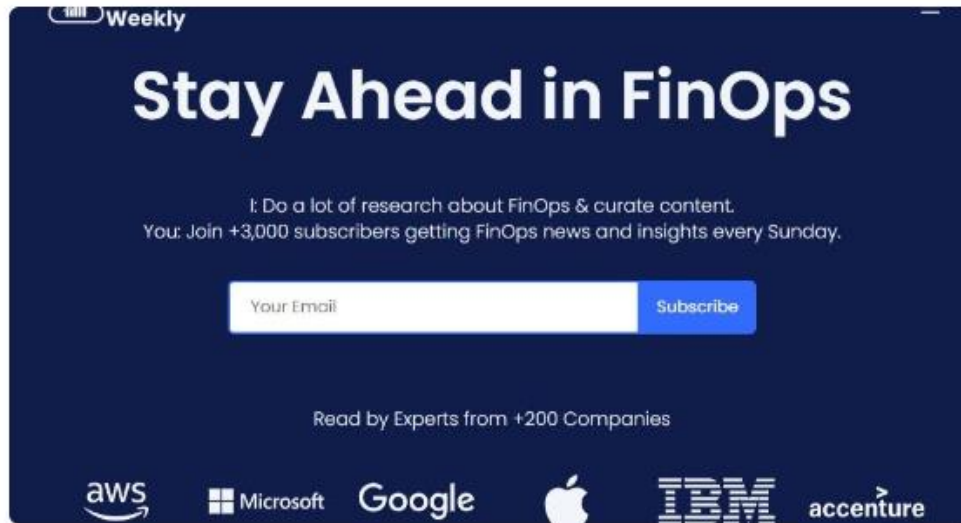 Weekly
Stay Ahead in FinOps
I: Do a lot of research about FinOps & curate content.
You: Join +3,000 subscribers getting FinOps news and insights every Sunday.
Your Email
Subscribe
Read by Experts from +200 Companies
aws
Microsoft
Google
IBM
accenture